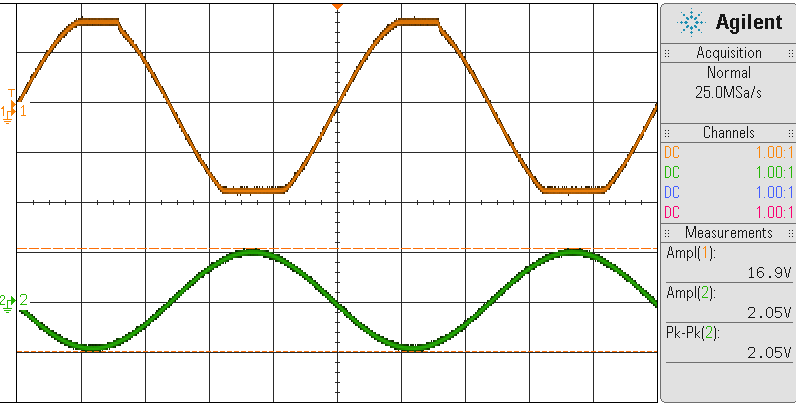 Agilent
Acquisition
Normal
25.0MSa/s
Channels
DC 1.00:1
DC 1.00:1
DC 1.00:1
DC 1.00:1
Measurements
Ampl(1):
16.9V
Ampl(2):
2.05V
Pk-Pk(2):
2.05V
T
1 1
2 2